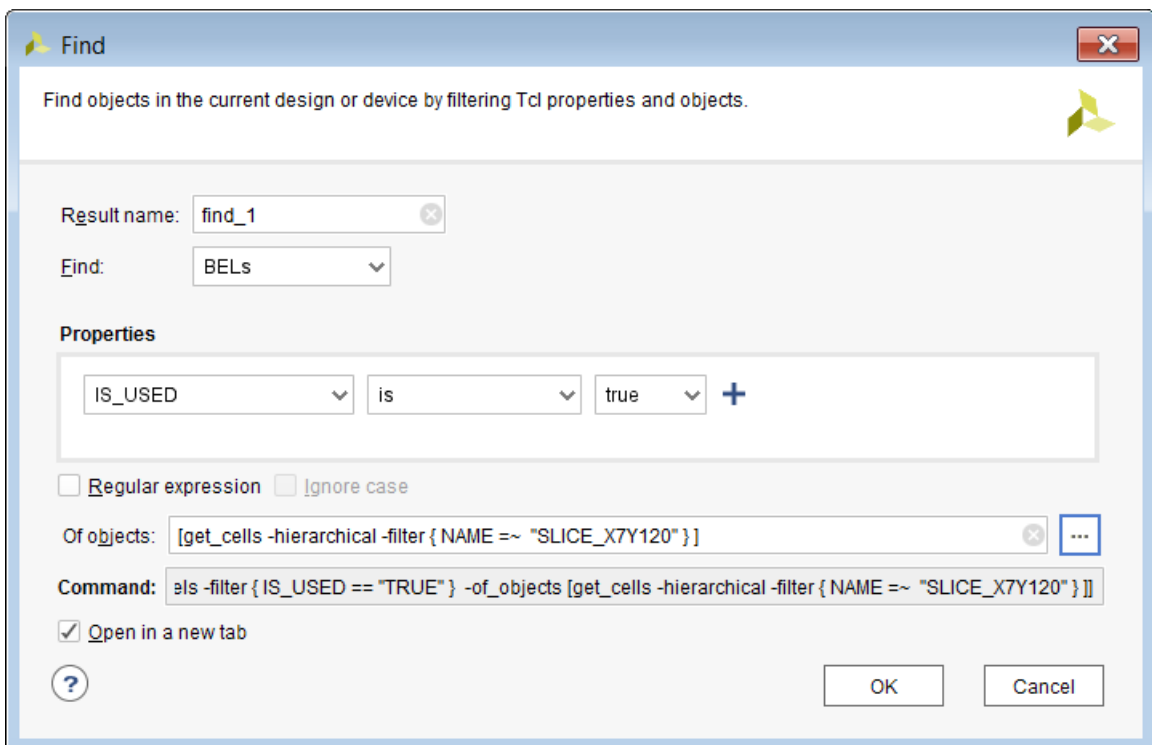 Find
Find objects in the current design or device by filtering Tcl properties and objects.
Result name: find_1
Find: BELs
Properties
IS_USED is true
Regular expression Ignore case
Of objects: [get_cells -hierarchical -filter { NAME =~ "SLICE_X7Y120" } ] ...
Command: els -filter { IS_USED == "TRUE" } -of_objects [get_cells -hierarchical -filter { NAME =~ "SLICE_X7Y120" } ]]
Open in a new tab
? OK Cancel